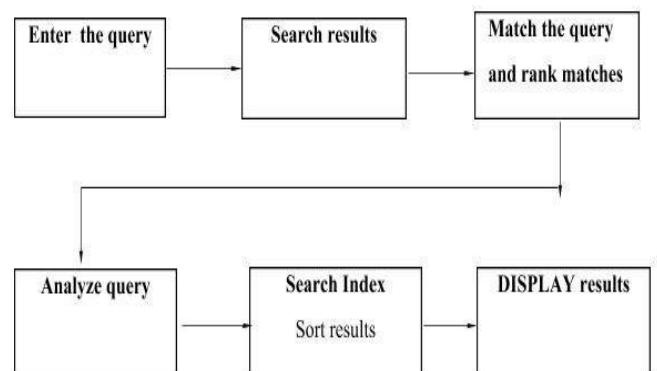 Enter the query
Search results
Match the query
and rank matches
Analyze query
Search Index
Sort results
DISPLAY results